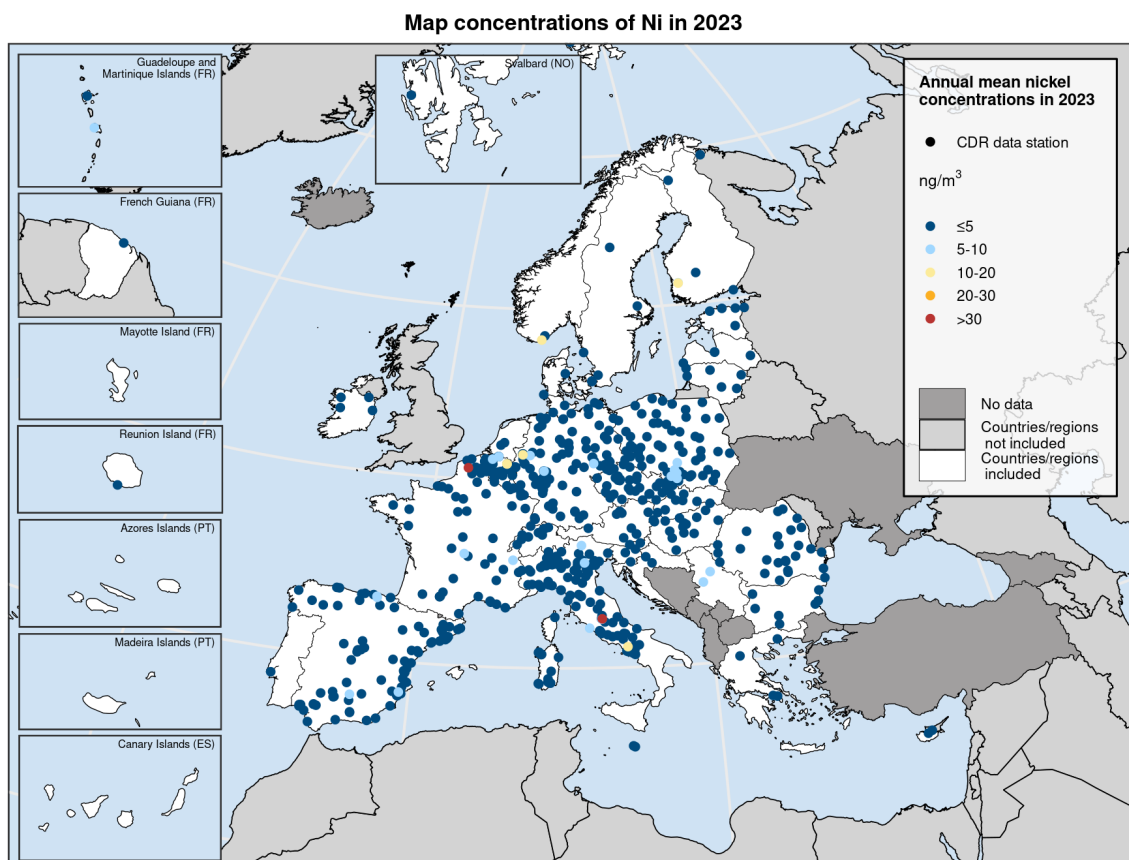 Map concentrations of Ni in 2023
Guadeloupe and
Martinique Islands (FR)
Svalbard (NO)
French Guiana (FR)
Mayotte Island (FR)
Reunion Island (FR)
Azores Islands (PT)
Madeira Islands (PT)
Canary Islands (ES)
Annual mean nickel
concentrations in 2023
CDR data station
ng/m³
≤5
5-10
10-20
20-30
>30
No data
Countries/regions
not included
Countries/regions
included